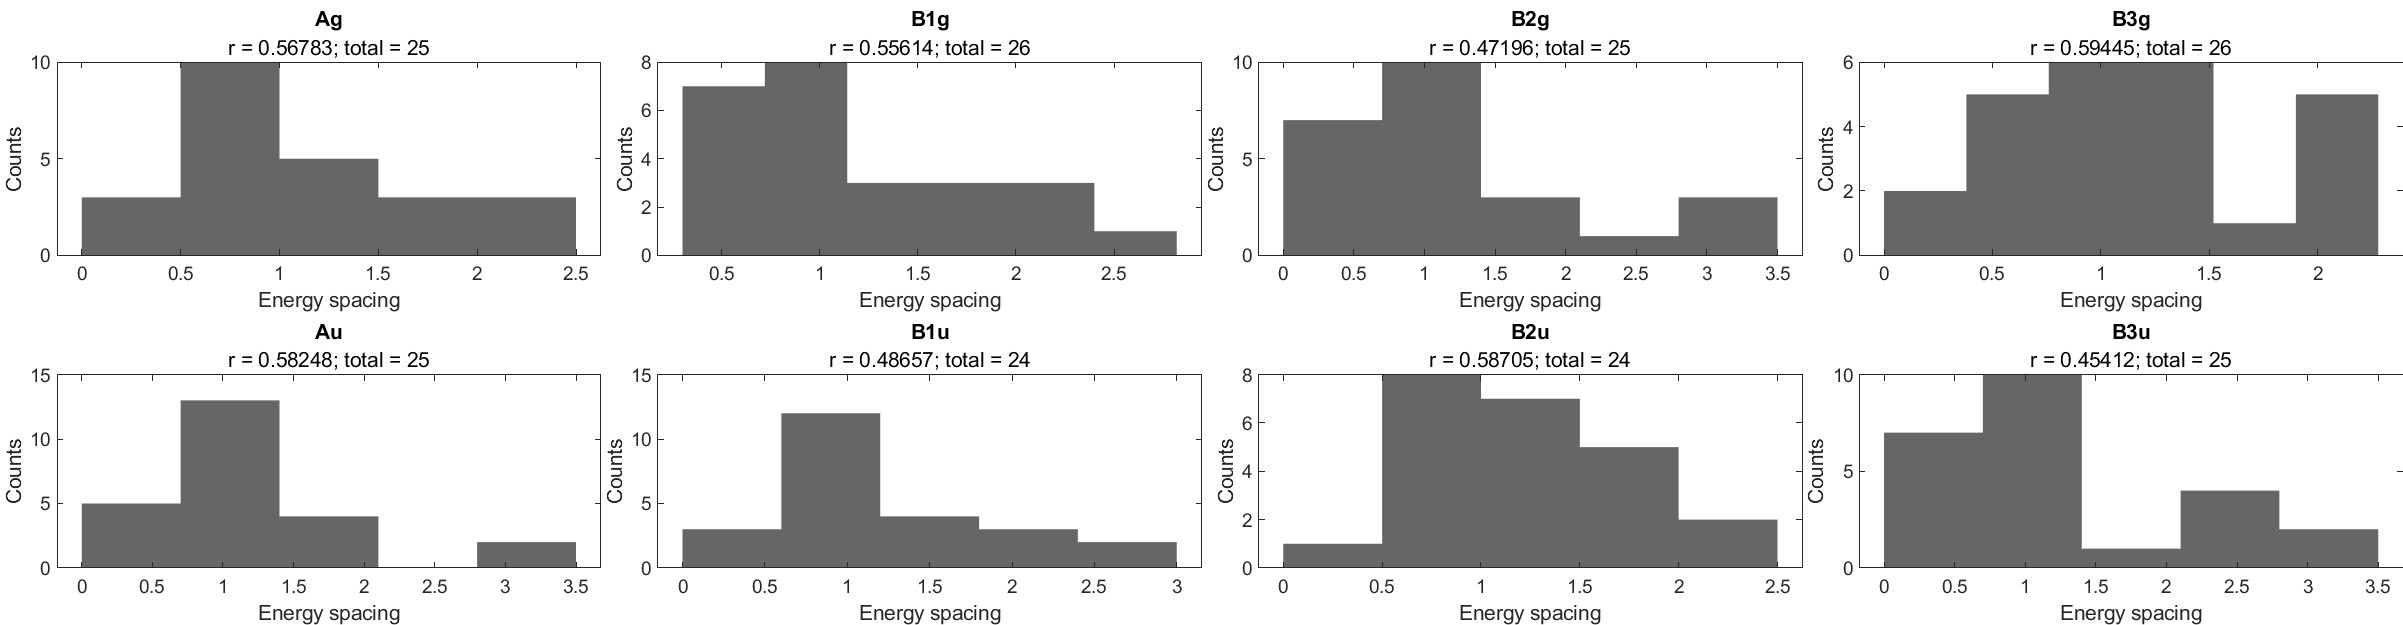 Ag
r = 0.56783; total = 25
10
5
0
Counts
0 0.5 1 1.5 2 2.5
Energy spacing
B1g
r = 0.55614; total = 26
8
6
4
2
0
Counts
0.5 1 1.5 2 2.5
Energy spacing
B2g
r = 0.47196; total = 25
10
5
0
Counts
0 0.5 1 1.5 2 2.5 3 3.5
Energy spacing
B3g
r = 0.59445; total = 26
6
4
2
0
Counts
0 0.5 1 1.5 2
Energy spacing
Au
r = 0.58248; total = 25
15
10
5
0
Counts
0 0.5 1 1.5 2 2.5 3 3.5
Energy spacing
B1u
r = 0.48657; total = 24
15
10
5
0
Counts
0 0.5 1 1.5 2 2.5 3
Energy spacing
B2u
r = 0.58705; total = 24
8
6
4
2
0
Counts
0 0.5 1 1.5 2 2.5
Energy spacing
B3u
r = 0.45412; total = 25
10
5
0
Counts
0 0.5 1 1.5 2 2.5 3 3.5
Energy spacing